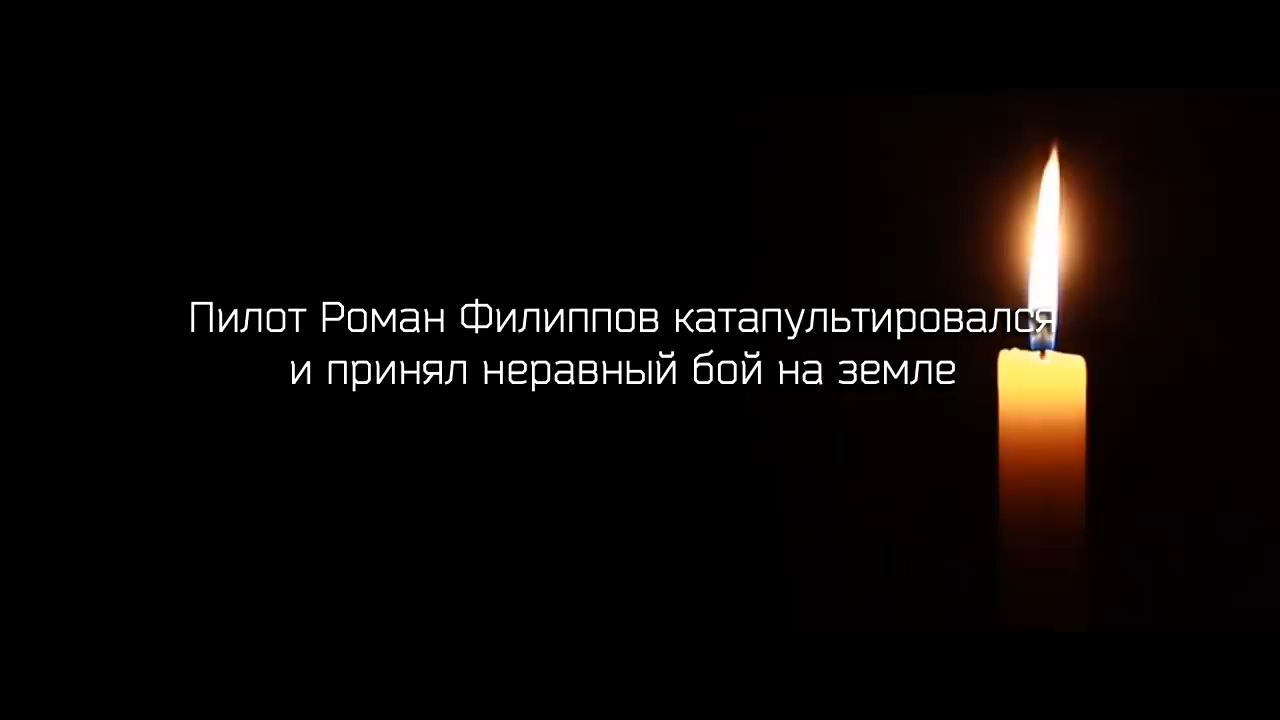 Пилот Роман Филиппов катапультировался
и принял неравный бой на земле